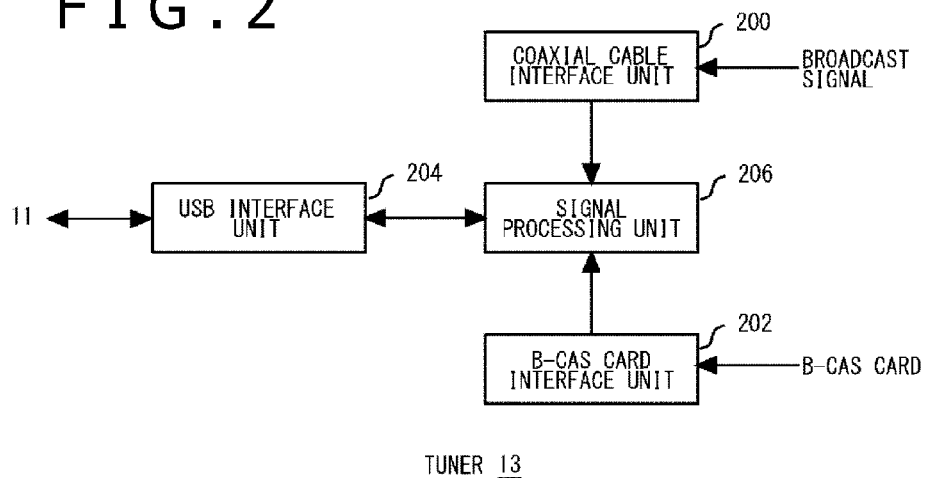 FIG. 2
200
COAXIAL CABLE
INTERFACE UNIT
BROADCAST
SIGNAL
204
206
11
USB INTERFACE
UNIT
SIGNAL
PROCESSING UNIT
202
B-CAS CARD
INTERFACE UNIT
B-CAS CARD
TUNER 13